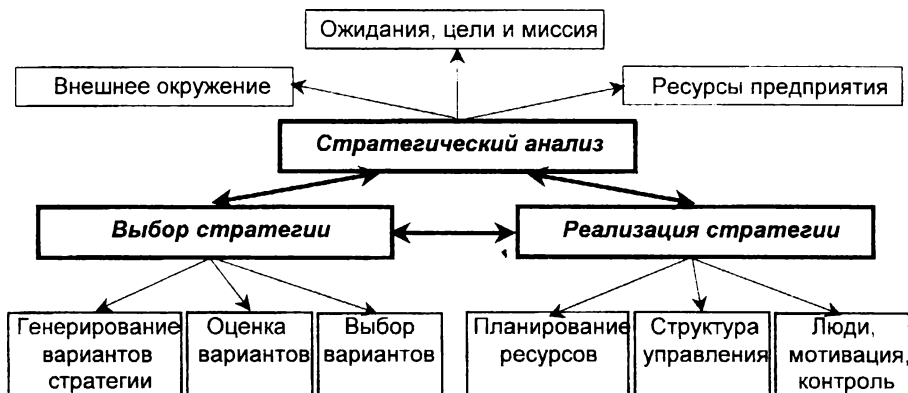 Ожидания, цели и миссия
Внешнее окружение
Ресурсы предприятия
Стратегический анализ
Выбор стратегии
Реализация стратегии
Генерирование
вариантов
стратегии
Оценка
вариантов
Выбор
вариантов
Планирование
ресурсов
Структура
управления
Люди,
мотивация,
контроль